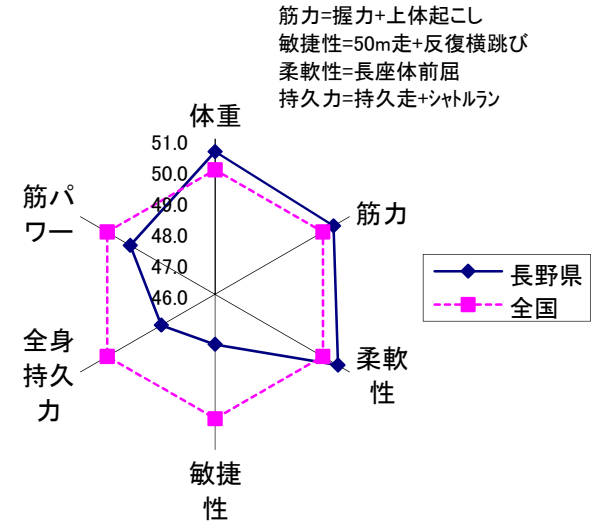 筋力=握力+上体起こし
敏捷性=50m走+反復横跳び
柔軟性=長座体前屈
持久力=持久走+シャトルラン
体重
51.0
50.0
49.0
48.0
47.0
46.0
筋力
柔軟
性
敏捷
性
全身
持久
力
筋パ
ワー
長野県
全国